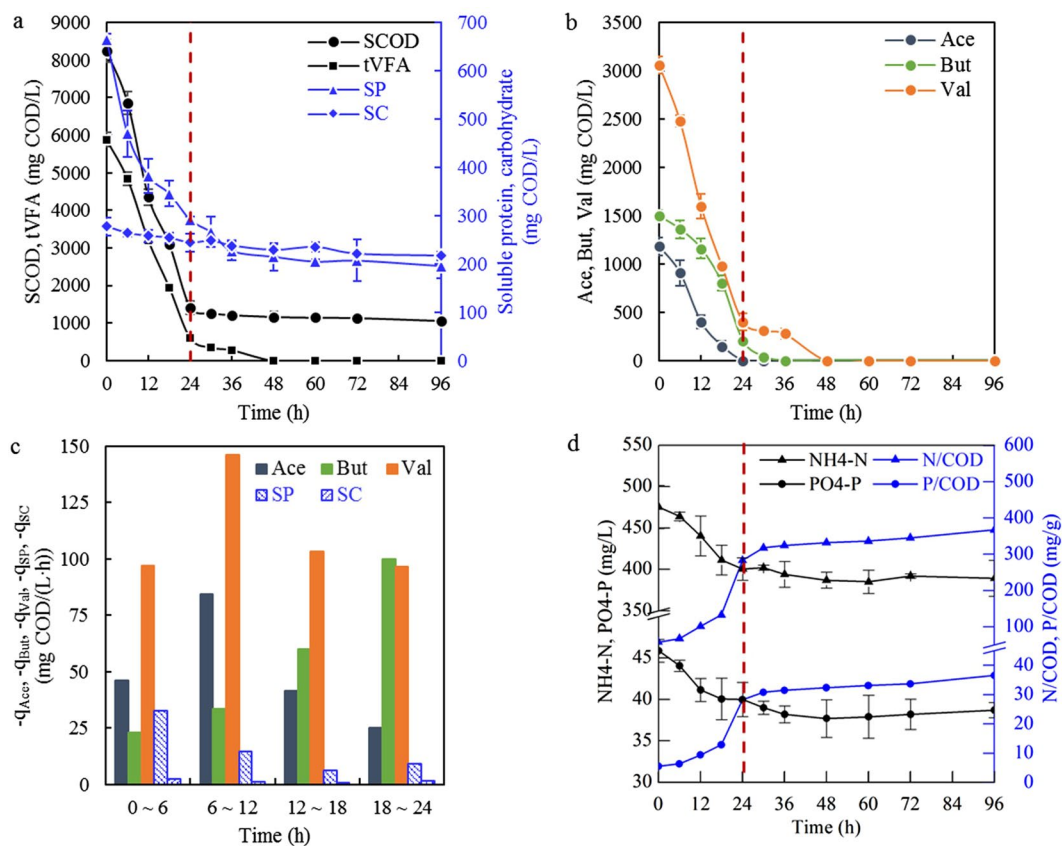 a
9000
8000
7000
6000
5000
4000
3000
2000
1000
0
SCOD, tVFA (mg COD/L)
SCOD
tVFA
SP
SC
700
600
500
400
300
200
100
0
Soluble protein, carbohydrate
(mg COD/L)
0 12 24 36 48 60 72 84 96
Time (h)
b
3500
3000
2500
2000
1500
1000
500
0
Ace, But, Val (mg COD/L)
Ace
But
Val
0 12 24 36 48 60 72 84 96
Time (h)
c
150
125
100
75
50
25
0
-qAce, -qBut, -qVal, -qSP, -qSC
(mg COD/(L·h))
Ace But Val
SP SC
0 ~ 6 6 ~ 12 12 ~ 18 18 ~ 24
Time (h)
d
550
500
450
400
350
45
40
35
30
NH4-N, PO4-P (mg/L)
NH4-N N/COD
PO4-P P/COD
600
500
400
300
200
100
40
30
20
10
0
N/COD, P/COD (mg/g)
0 12 24 36 48 60 72 84 96
Time (h)